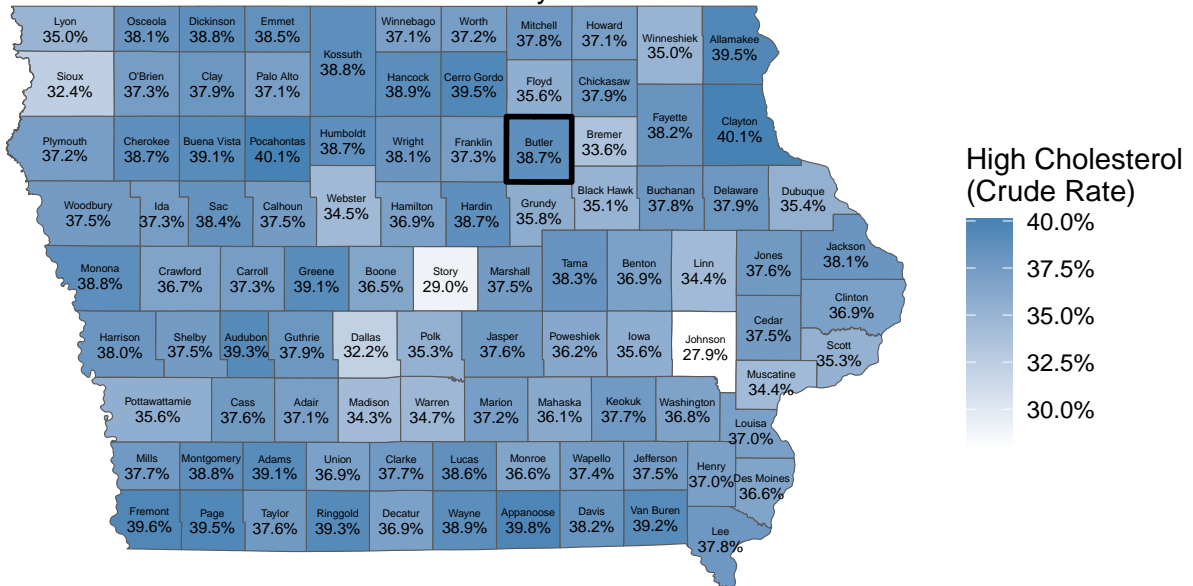 Lyon
35.0%
Osceola
38.1%
Dickinson
38.8%
Emmet
38.5%
Winnebago
37.1%
Worth
37.2%
Mitchell
37.8%
Howard
37.1%
Winneshiek
35.0%
Allamakee
39.5%
Kossuth
38.8%
Sioux
32.4%
O'Brien
37.3%
Clay
37.9%
Palo Alto
37.1%
Hancock
38.9%
Cerro Gordo
39.5%
Floyd
35.6%
Chickasaw
37.9%
Fayette
38.2%
Clayton
40.1%
Plymouth
37.2%
Cherokee
38.7%
Buena Vista
39.1%
Pocahontas
40.1%
Humboldt
38.7%
Wright
38.1%
Franklin
37.3%
Butler
38.7%
Bremer
33.6%
Woodbury
37.5%
Ida
37.3%
Sac
38.4%
Calhoun
37.5%
Webster
34.5%
Hamilton
36.9%
Hardin
38.7%
Grundy
35.8%
Black Hawk
35.1%
Buchanan
37.8%
Delaware
37.9%
Dubuque
35.4%
Monona
38.8%
Crawford
36.7%
Carroll
37.3%
Greene
39.1%
Boone
36.5%
Story
29.0%
Marshall
37.5%
Tama
38.3%
Benton
36.9%
Linn
34.4%
Jones
37.6%
Jackson
38.1%
Clinton
36.9%
Harrison
38.0%
Shelby
37.5%
Audubon
39.3%
Guthrie
37.9%
Dallas
32.2%
Polk
35.3%
Jasper
37.6%
Poweshiek
36.2%
Iowa
35.6%
Johnson
27.9%
Cedar
37.5%
Scott
35.3%
Muscatine
34.4%
Pottawattamie
35.6%
Cass
37.6%
Adair
37.1%
Madison
34.3%
Warren
34.7%
Marion
37.2%
Mahaska
36.1%
Keokuk
37.7%
Washington
36.8%
Louisa
37.0%
Mills
37.7%
Montgomery
38.8%
Adams
39.1%
Union
36.9%
Clarke
37.7%
Lucas
38.6%
Monroe
36.6%
Wapello
37.4%
Jefferson
37.5%
Henry
37.0%
Des Moines
36.6%
Fremont
39.6%
Page
39.5%
Taylor
37.6%
Ringgold
39.3%
Decatur
36.9%
Wayne
38.9%
Appanoose
39.8%
Davis
38.2%
Van Buren
39.2%
Lee
37.8%
High Cholesterol
(Crude Rate)
40.0%
37.5%
35.0%
32.5%
30.0%